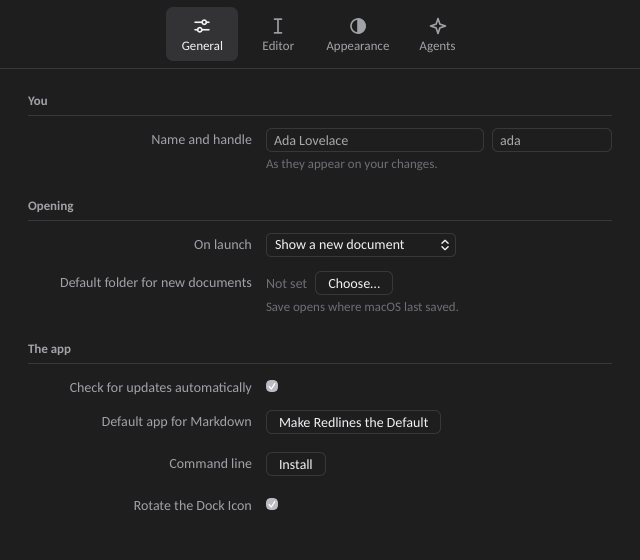 General
Editor
Appearance
Agents
You
Name and handle
Ada Lovelace
ada
As they appear on your changes.
Opening
On launch
Show a new document
Default folder for new documents
Not set
Choose...
Save opens where macOS last saved.
The app
Check for updates automatically
Default app for Markdown
Make Redlines the Default
Command line
Install
Rotate the Dock Icon